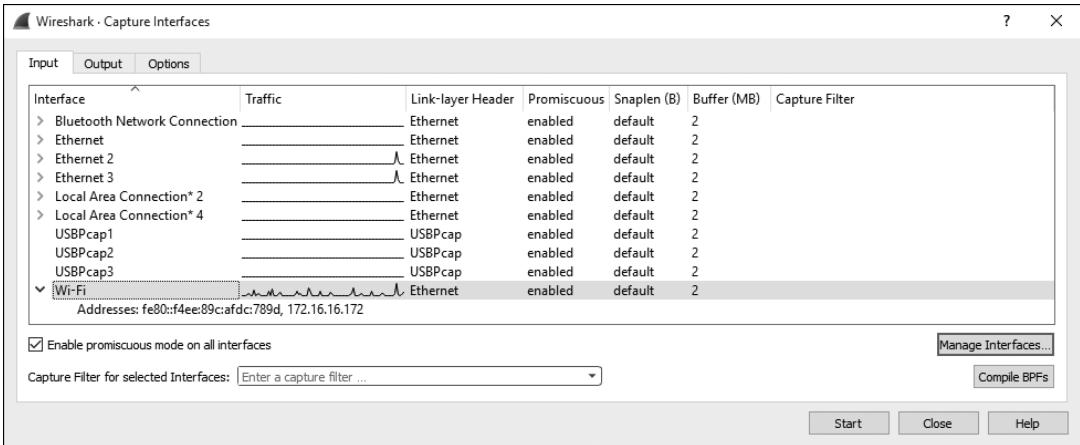 Wireshark · Capture Interfaces ? ×
Input Output Options
Interface Traffic Link-layer Header Promiscuous Snaplen (B) Buffer (MB) Capture Filter
Bluetooth Network Connection Ethernet enabled default 2
Ethernet Ethernet enabled default 2
Ethernet 2 Ethernet enabled default 2
Ethernet 3 Ethernet enabled default 2
Local Area Connection* 2 Ethernet enabled default 2
Local Area Connection* 4 Ethernet enabled default 2
USBPcap1 USBPcap enabled default 2
USBPcap2 USBPcap enabled default 2
USBPcap3 USBPcap enabled default 2
Wi-Fi Ethernet enabled default 2
Addresses: fe80::f4ee:89c:afdc:789d, 172.16.16.172
Enable promiscuous mode on all interfaces Manage Interfaces...
Capture Filter for selected Interfaces: Enter a capture filter ... Compile BPFs
Start Close Help